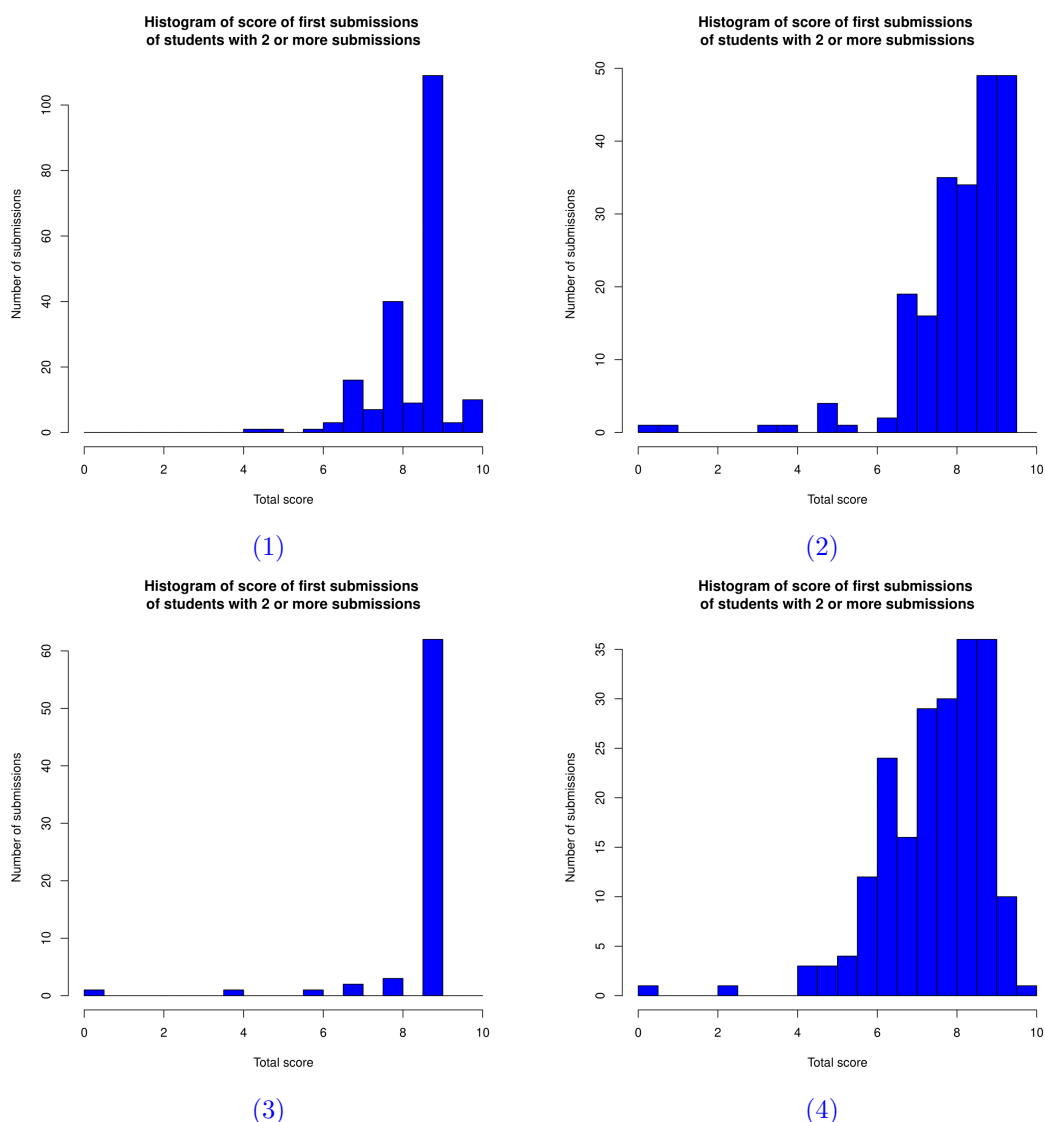 Histogram of score of first submissions
of students with 2 or more submissions
Number of submissions
0
20
40
60
80
100
0 2 4 6 8 10
Total score
(1)
Histogram of score of first submissions
of students with 2 or more submissions
Number of submissions
0
10
20
30
40
50
0 2 4 6 8 10
Total score
(2)
Histogram of score of first submissions
of students with 2 or more submissions
Number of submissions
0
10
20
30
40
50
60
0 2 4 6 8 10
Total score
(3)
Histogram of score of first submissions
of students with 2 or more submissions
Number of submissions
0
5
10
15
20
25
30
35
0 2 4 6 8 10
Total score
(4)